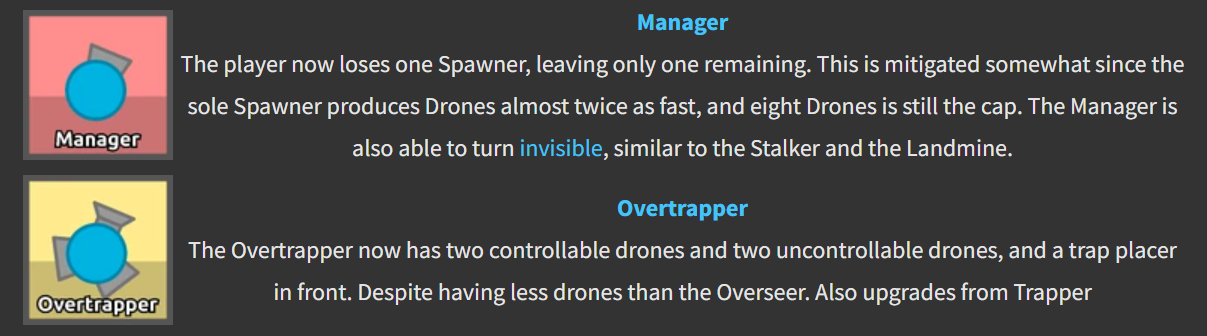 Manager
The player now loses one Spawner, leaving only one remaining. This is mitigated somewhat since the
sole Spawner produces Drones almost twice as fast, and eight Drones is still the cap. The Manager is
also able to turn invisible, similar to the Stalker and the Landmine.
Manager
Overtrapper
The Overtrapper now has two controllable drones and two uncontrollable drones, and a trap placer
in front. Despite having less drones than the Overseer. Also upgrades from Trapper
Overtrapper